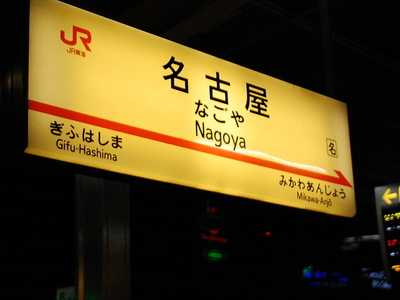 JR
JR東海
名古屋
なごや
Nagoya
ぎふはしま
Gifu-Hashima
名
みかわあんじょう
Mikawa-Anjō